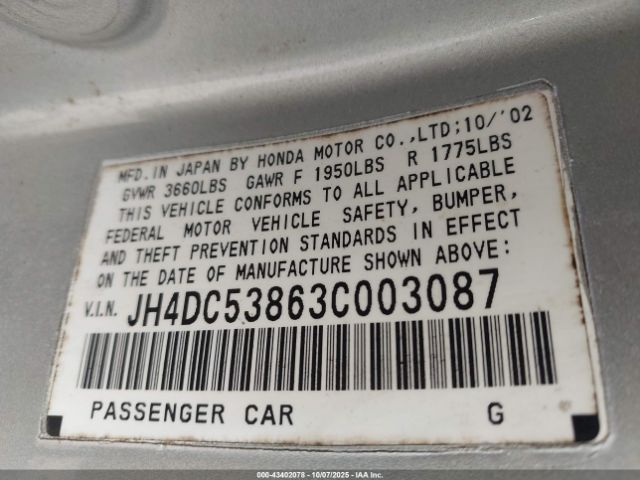 MFD.IN JAPAN BY HONDA MOTOR CO.,LTD;10/'02
GVWR 3660LBS GAWR F 1950LBS R 1775LBS
THIS VEHICLE CONFORMS TO ALL APPLICABLE
FEDERAL MOTOR VEHICLE SAFETY, BUMPER,
AND THEFT PREVENTION STANDARDS IN EFFECT
ON THE DATE OF MANUFACTURE SHOWN ABOVE:
V.I.N. JH4DC53863C003087
PASSENGER CAR G
000-43402078 - 10/07/2025 - IAA Inc.